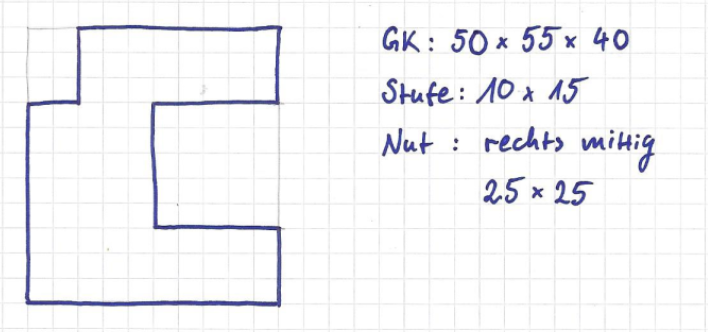 GK: 50 x 55 x 40
Stufe: 10 x 15
Nut : rechts mittig
25 x 25